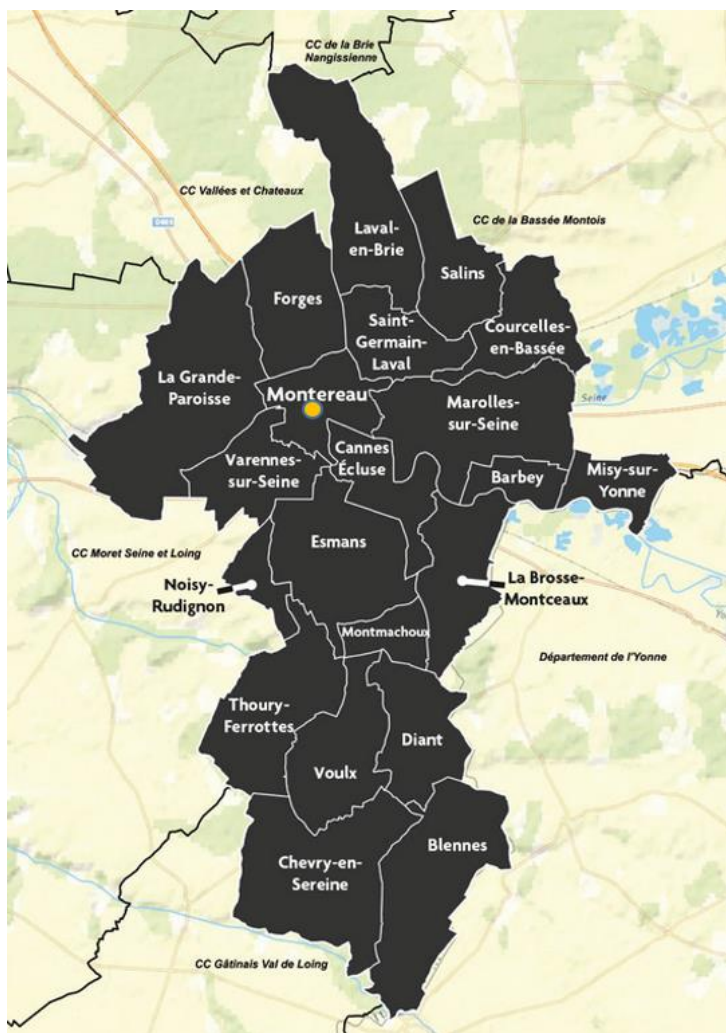 CC de la Brie
Nangissienne
CC Vallées et Chateaux
CC de la Bassée Montois
Laval-
en-Brie
Salins
Forges
Saint-
Germain-
Laval
Courcelles-
en-Bassée
La Grande-
Paroisse
Montereau
Marolles-
sur-Seine
Seine
Cannes
Écluse
Varennes-
sur-Seine
Barbey
Misy-sur-
Yonne
Esmans
CC Moret Seine et Loing
Noisy-
Rudignon
La Brosse-
Montceaux
Montmachoux
Département de l'Yonne
Thoury-
Ferrottes
Diant
Voulx
Blennes
Chevry-en-
Sereine
CC Gâtinais Val de Loing